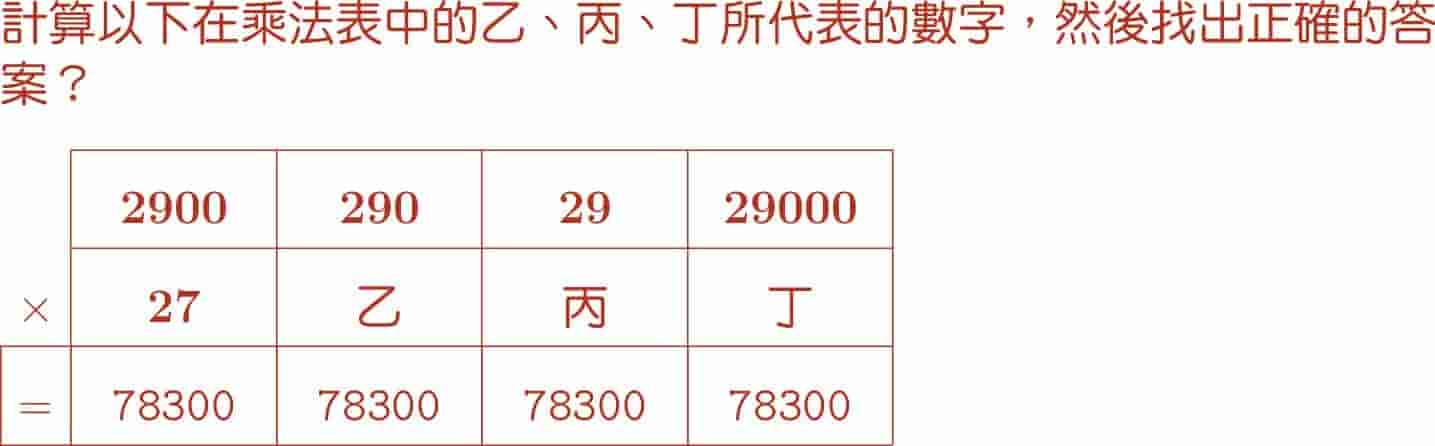 計算以下在乘法表中的乙、丙、丁所代表的數字，然後找出正確的答
案？
2900 290 29 29000
× 27 乙 丙 丁
= 78300 78300 78300 78300